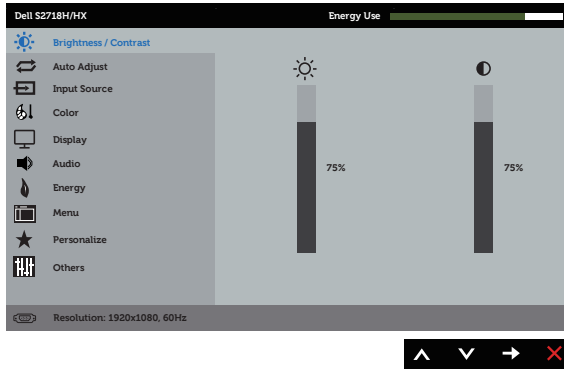 Dell S2718H/HX Energy Use
Brightness / Contrast
Auto Adjust
Input Source
Color
Display
Audio
Energy
Menu
Personalize
Others
75% 75%
Resolution: 1920x1080, 60Hz